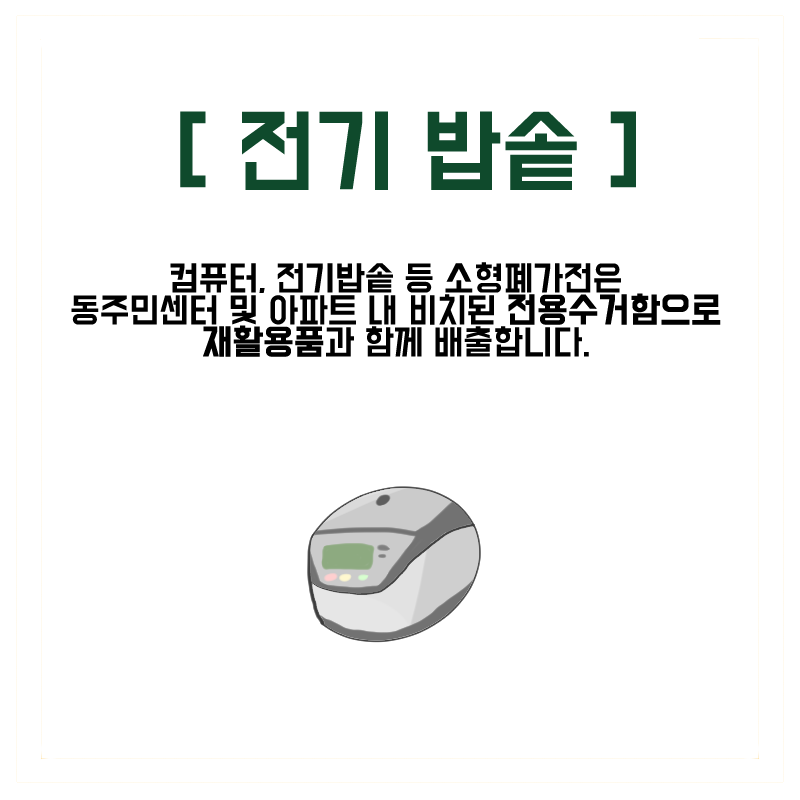 [ 전기 밥솥 ]
컴퓨터, 전기밥솥 등 소형폐가전은
동주민센터 및 아파트 내 비치된 전용수거함으로
재활용품과 함께 배출합니다.